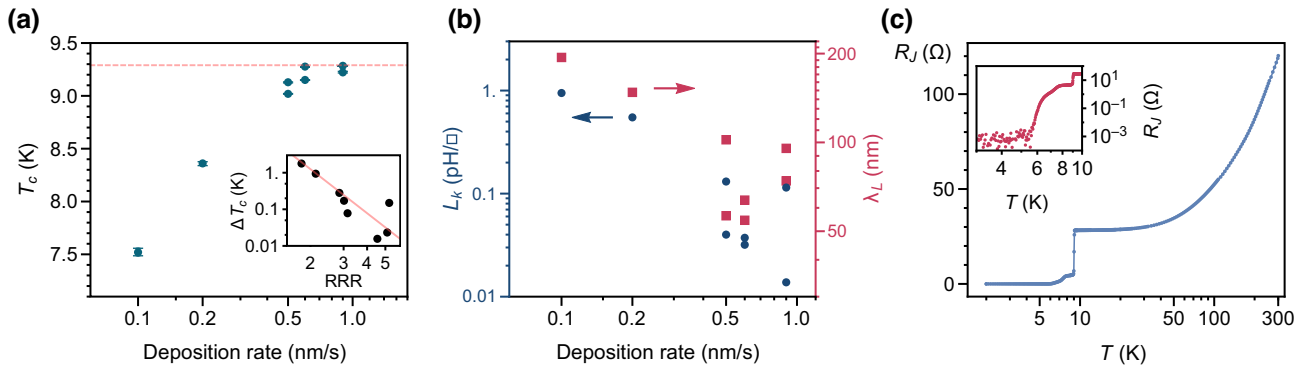 (a)
9.5
9.0
8.5
8.0
7.5
T_c (K)
0.1
0.2
0.5
1.0
Deposition rate (nm/s)
1.
0.1
0.01
Δ T_c (K)
2
3
4
5
RRR
(b)
1.
0.1
0.01
L_k (pH/□)
200
100
50
λ_L (nm)
0.1
0.2
0.5
1.0
Deposition rate (nm/s)
(c)
R_J (Ω)
100
50
0
5
10
50
100
300
T (K)
10^1
10^−1
10^−3
R_J (Ω)
4
6
8
10
T (K)